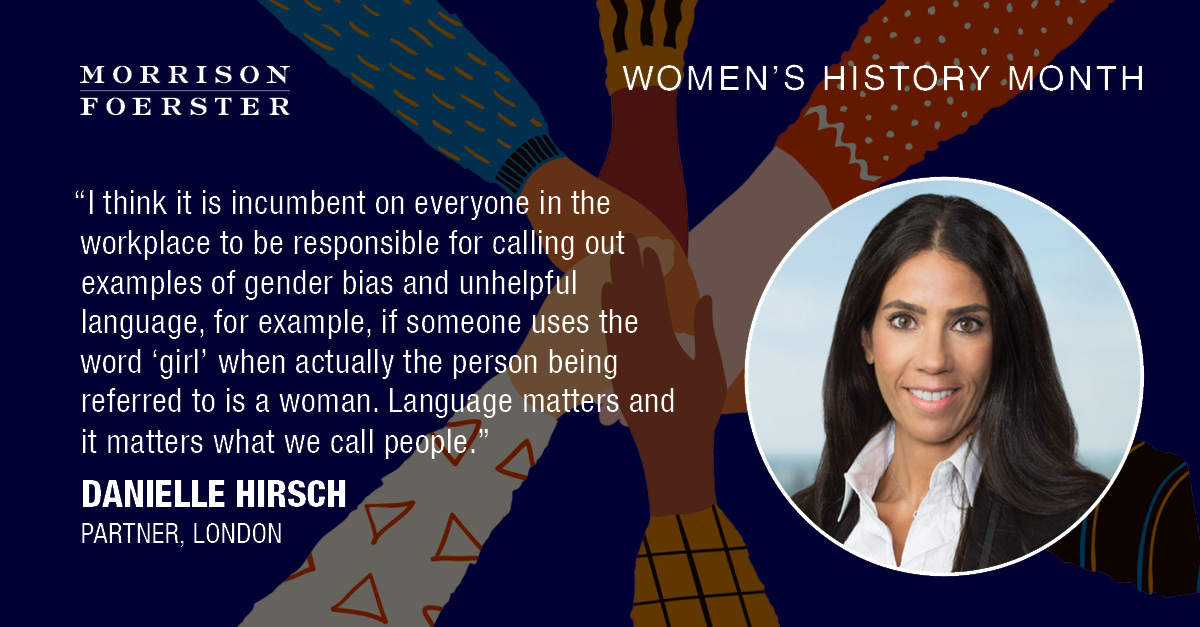 MORRISON
FOERSTER
WOMEN’S HISTORY MONTH
“I think it is incumbent on everyone in the
workplace to be responsible for calling out
examples of gender bias and unhelpful
language, for example, if someone uses the
word ‘girl’ when actually the person being
referred to is a woman. Language matters and
it matters what we call people.”
DANIELLE HIRSCH
PARTNER, LONDON